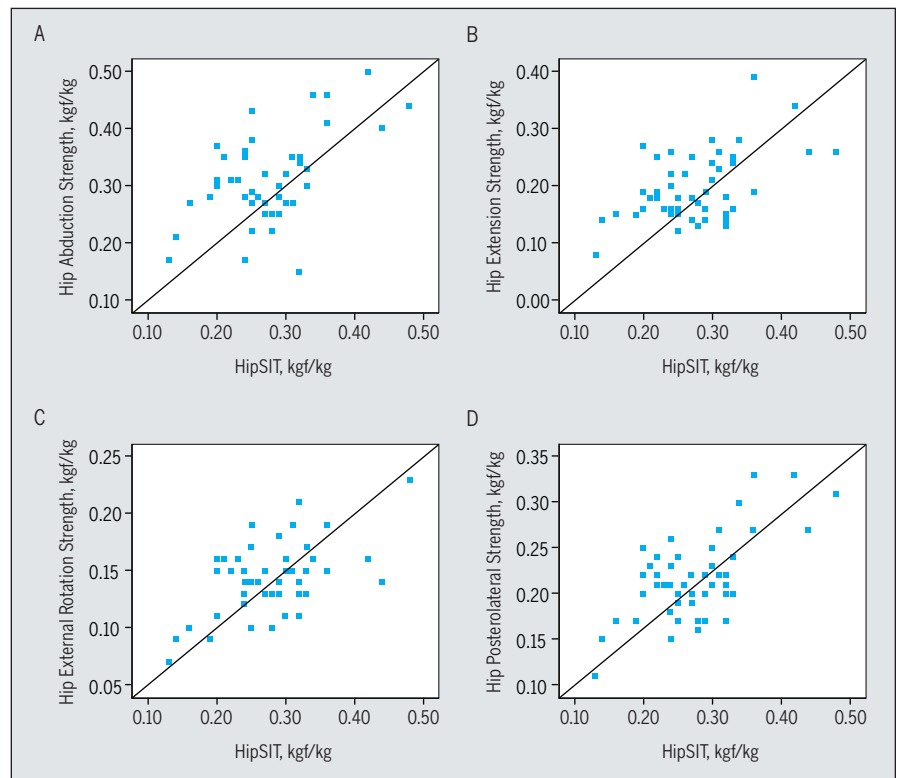 A
Hip Abduction Strength, kgf/kg
0.50
0.40
0.30
0.20
0.10
0.10 0.20 0.30 0.40 0.50
HipSIT, kgf/kg
B
Hip Extension Strength, kgf/kg
0.40
0.30
0.20
0.10
0.00
0.10 0.20 0.30 0.40 0.50
HipSIT, kgf/kg
C
Hip External Rotation Strength, kgf/kg
0.25
0.20
0.15
0.10
0.05
0.10 0.20 0.30 0.40 0.50
HipSIT, kgf/kg
D
Hip Posterolateral Strength, kgf/kg
0.35
0.30
0.25
0.20
0.15
0.10
0.10 0.20 0.30 0.40 0.50
HipSIT, kgf/kg